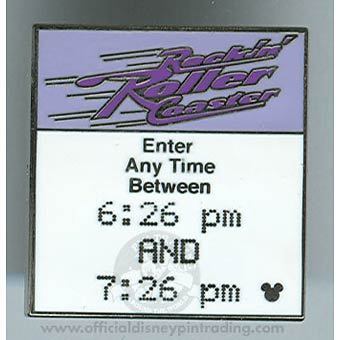 Rockin'
Roller
Coaster
Enter
Any Time
Between
6:26 pm
AND
7:26 pm
www.officialdisneypintrading.com